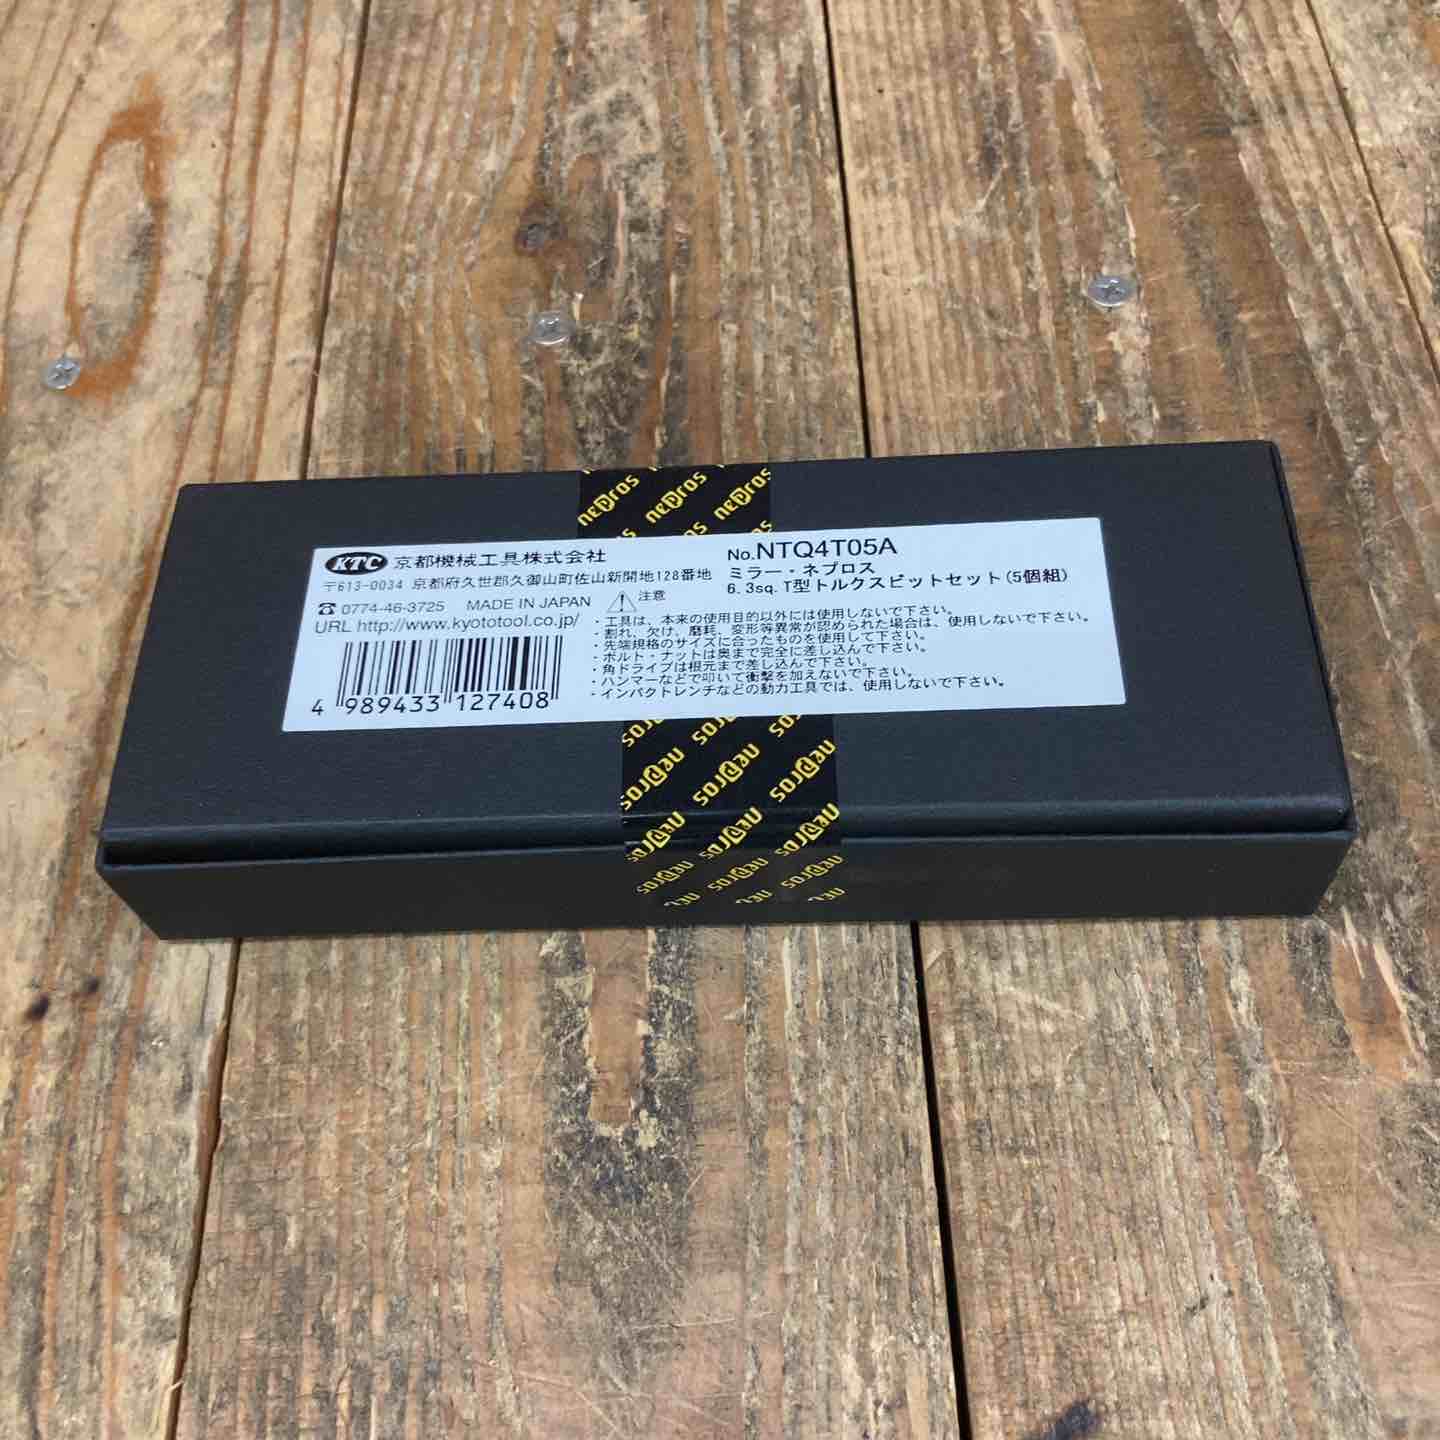 nepros nepros nepros
KTC 京都機械工具株式会社
〒613-0034 京都府久世郡久御山町佐山新開地128番地
☎ 0774-46-3725 MADE IN JAPAN
URL http://www.kyototool.co.jp/
4 989433 127408
No.NTQ4T05A
ミラー・ネプロス
6.3sq.T型トルクスビットセット(5個組)
注意
・工具は、本来の使用目的以外には使用しないで下さい。
・割れ、欠け、磨耗、変形等異常が認められた場合は、使用しないで下さい。
・先端規格のサイズに合ったものを使用して下さい。
・ボルト・ナットは奥まで完全に差し込んで下さい。
・角ドライブは根元まで差し込んで下さい。
・ハンマーなどで叩いて衝撃を加えないで下さい。
・インパクトレンチなどの動力工具では、使用しないで下さい。
nepros nepros nepros
nepros nepros nepros
nepros nepros nepros